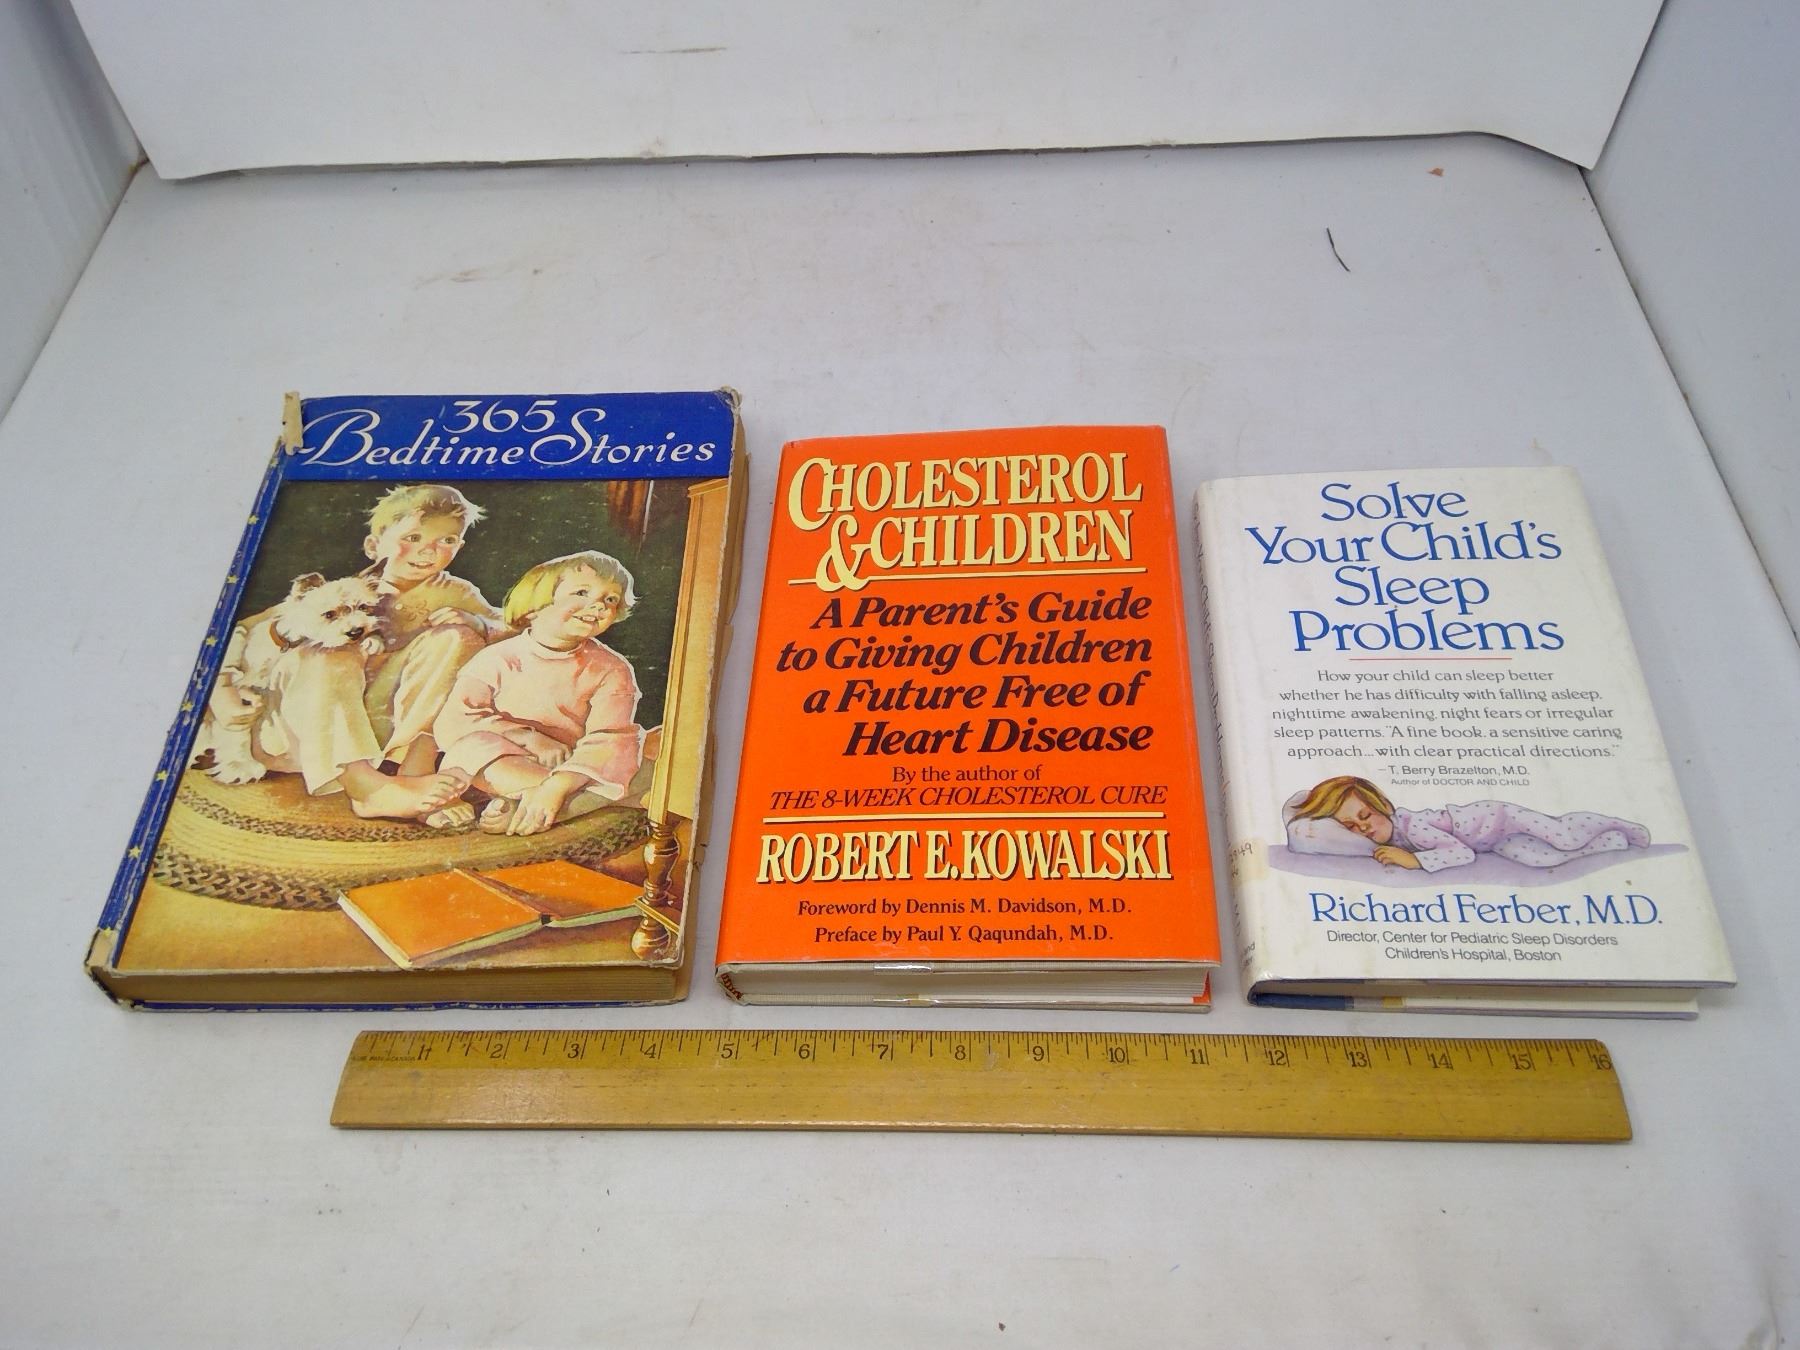 365
Bedtime Stories
CHOLESTEROL
& CHILDREN
A Parent's Guide
to Giving Children
a Future Free of
Heart Disease
By the author of
THE 8-WEEK CHOLESTEROL CURE
ROBERT E. KOWALSKI
Foreword by Dennis M. Davidson, M.D.
Preface by Paul Y. Qaqundah, M.D.
Solve
Your Child's
Sleep
Problems
How your child can sleep better
whether he has difficulty with falling asleep,
nighttime awakening, night fears or irregular
sleep patterns. "A fine book, a sensitive caring
approach...with clear practical directions."
– T. Berry Brazelton, M.D.
Author of DOCTOR AND CHILD
Richard Ferber, M.D.
Director, Center for Pediatric Sleep Disorders
Children's Hospital, Boston
1 2 3 4 5 6 7 8 9 10 11 12 13 14 15 16